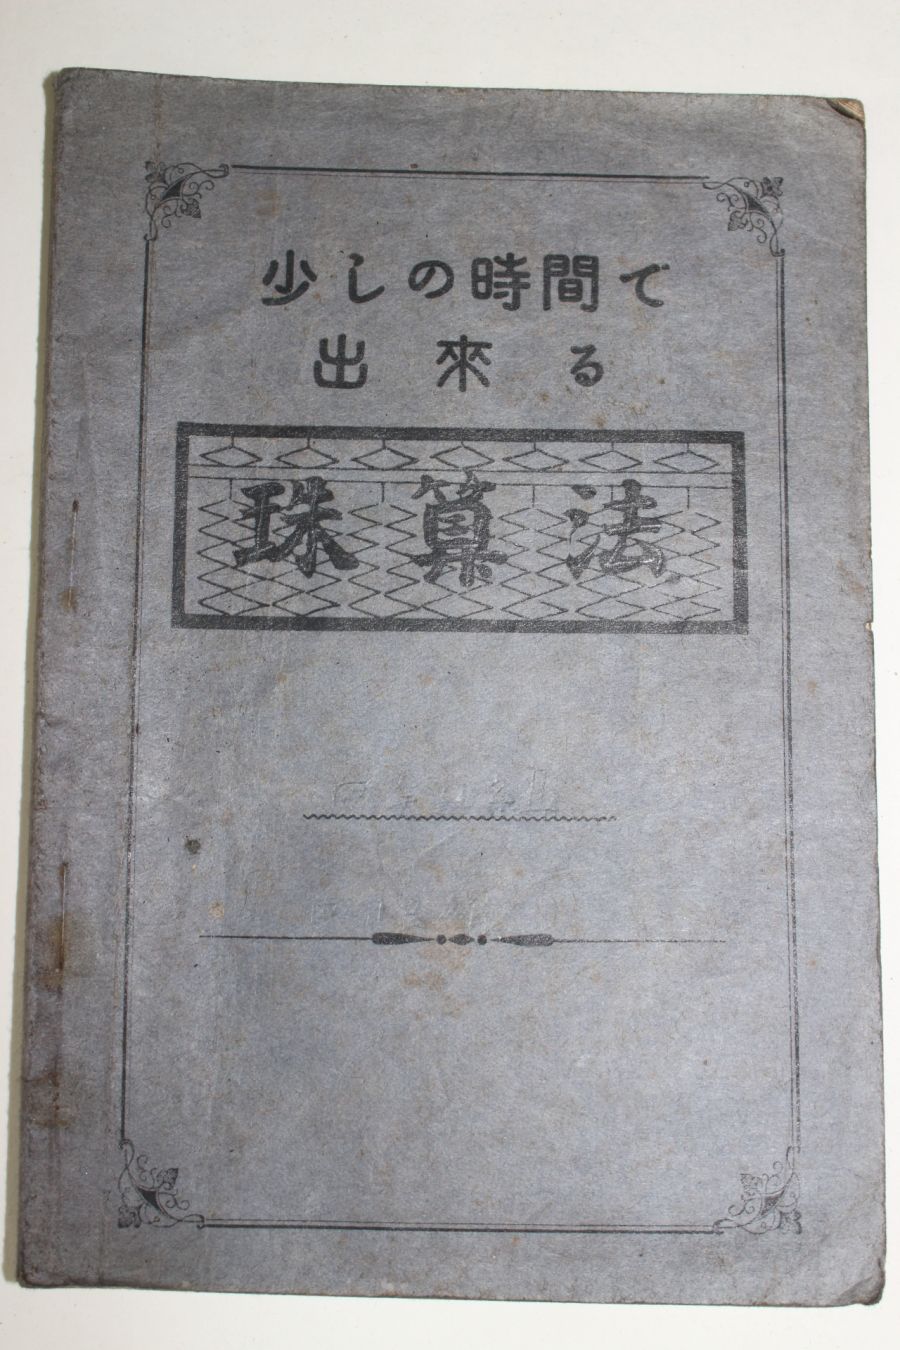 少しの時間で
出來る
珠算法